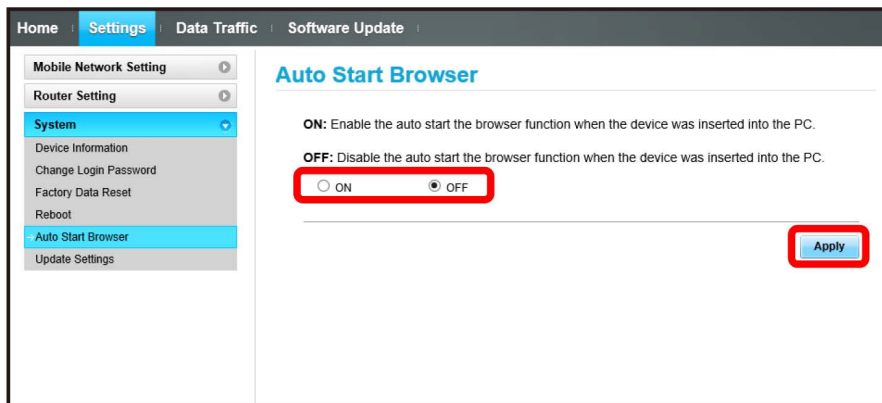 Home Settings Data Traffic Software Update
Mobile Network Setting
Router Setting
System
Device Information
Change Login Password
Factory Data Reset
Reboot
Auto Start Browser
Update Settings
Auto Start Browser
ON: Enable the auto start the browser function when the device was inserted into the PC.
OFF: Disable the auto start the browser function when the device was inserted into the PC.
ON OFF
Apply